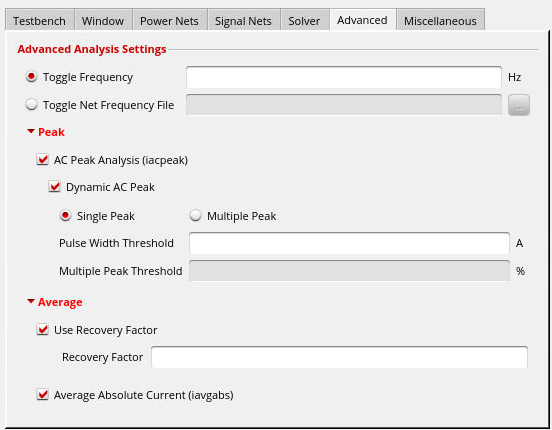 Testbench Window Power Nets Signal Nets Solver Advanced Miscellaneous
Advanced Analysis Settings
Toggle Frequency Hz
Toggle Net Frequency File ...
Peak
AC Peak Analysis (iacpeak)
Dynamic AC Peak
Single Peak Multiple Peak
Pulse Width Threshold A
Multiple Peak Threshold %
Average
Use Recovery Factor
Recovery Factor
Average Absolute Current (iavgabs)